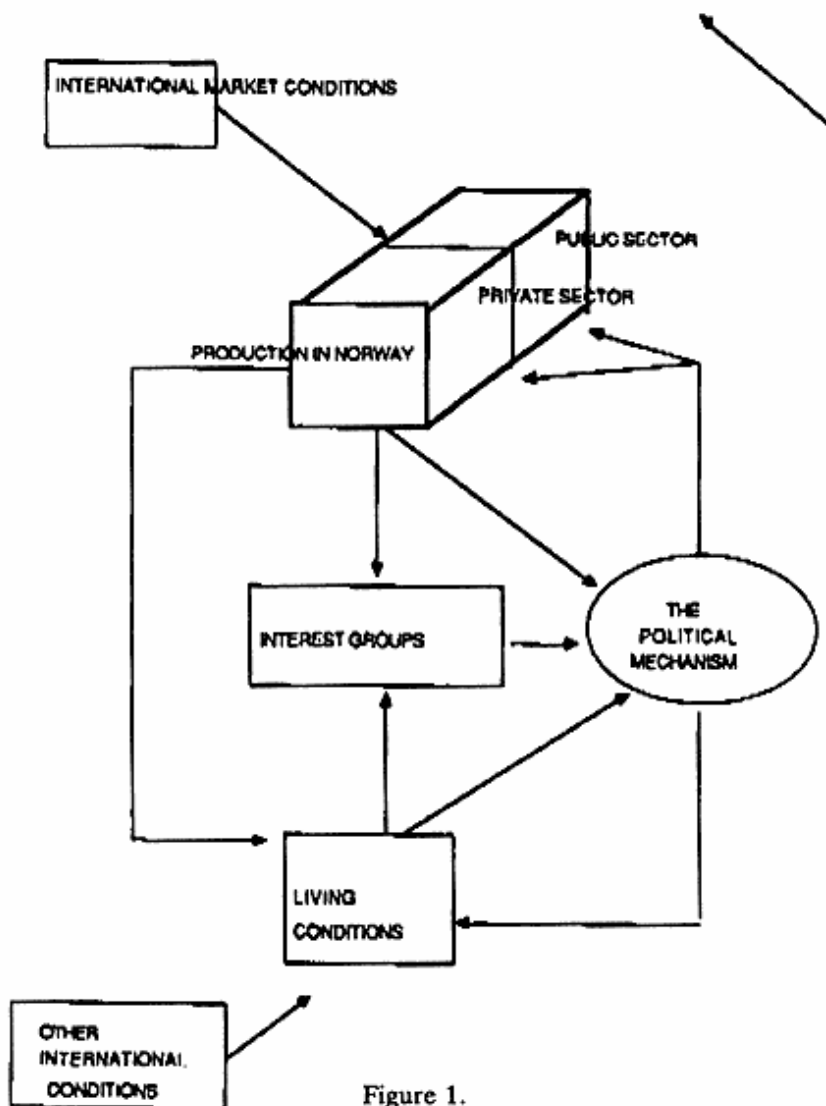 INTERNATIONAL MARKET CONDITIONS
PUBLIC SECTOR
PRIVATE SECTOR
PRODUCTION IN NORWAY
THE
POLITICAL
MECHANISM
INTEREST GROUPS
LIVING
CONDITIONS
OTHER
INTERNATIONAL
CONDITIONS
Figure 1.